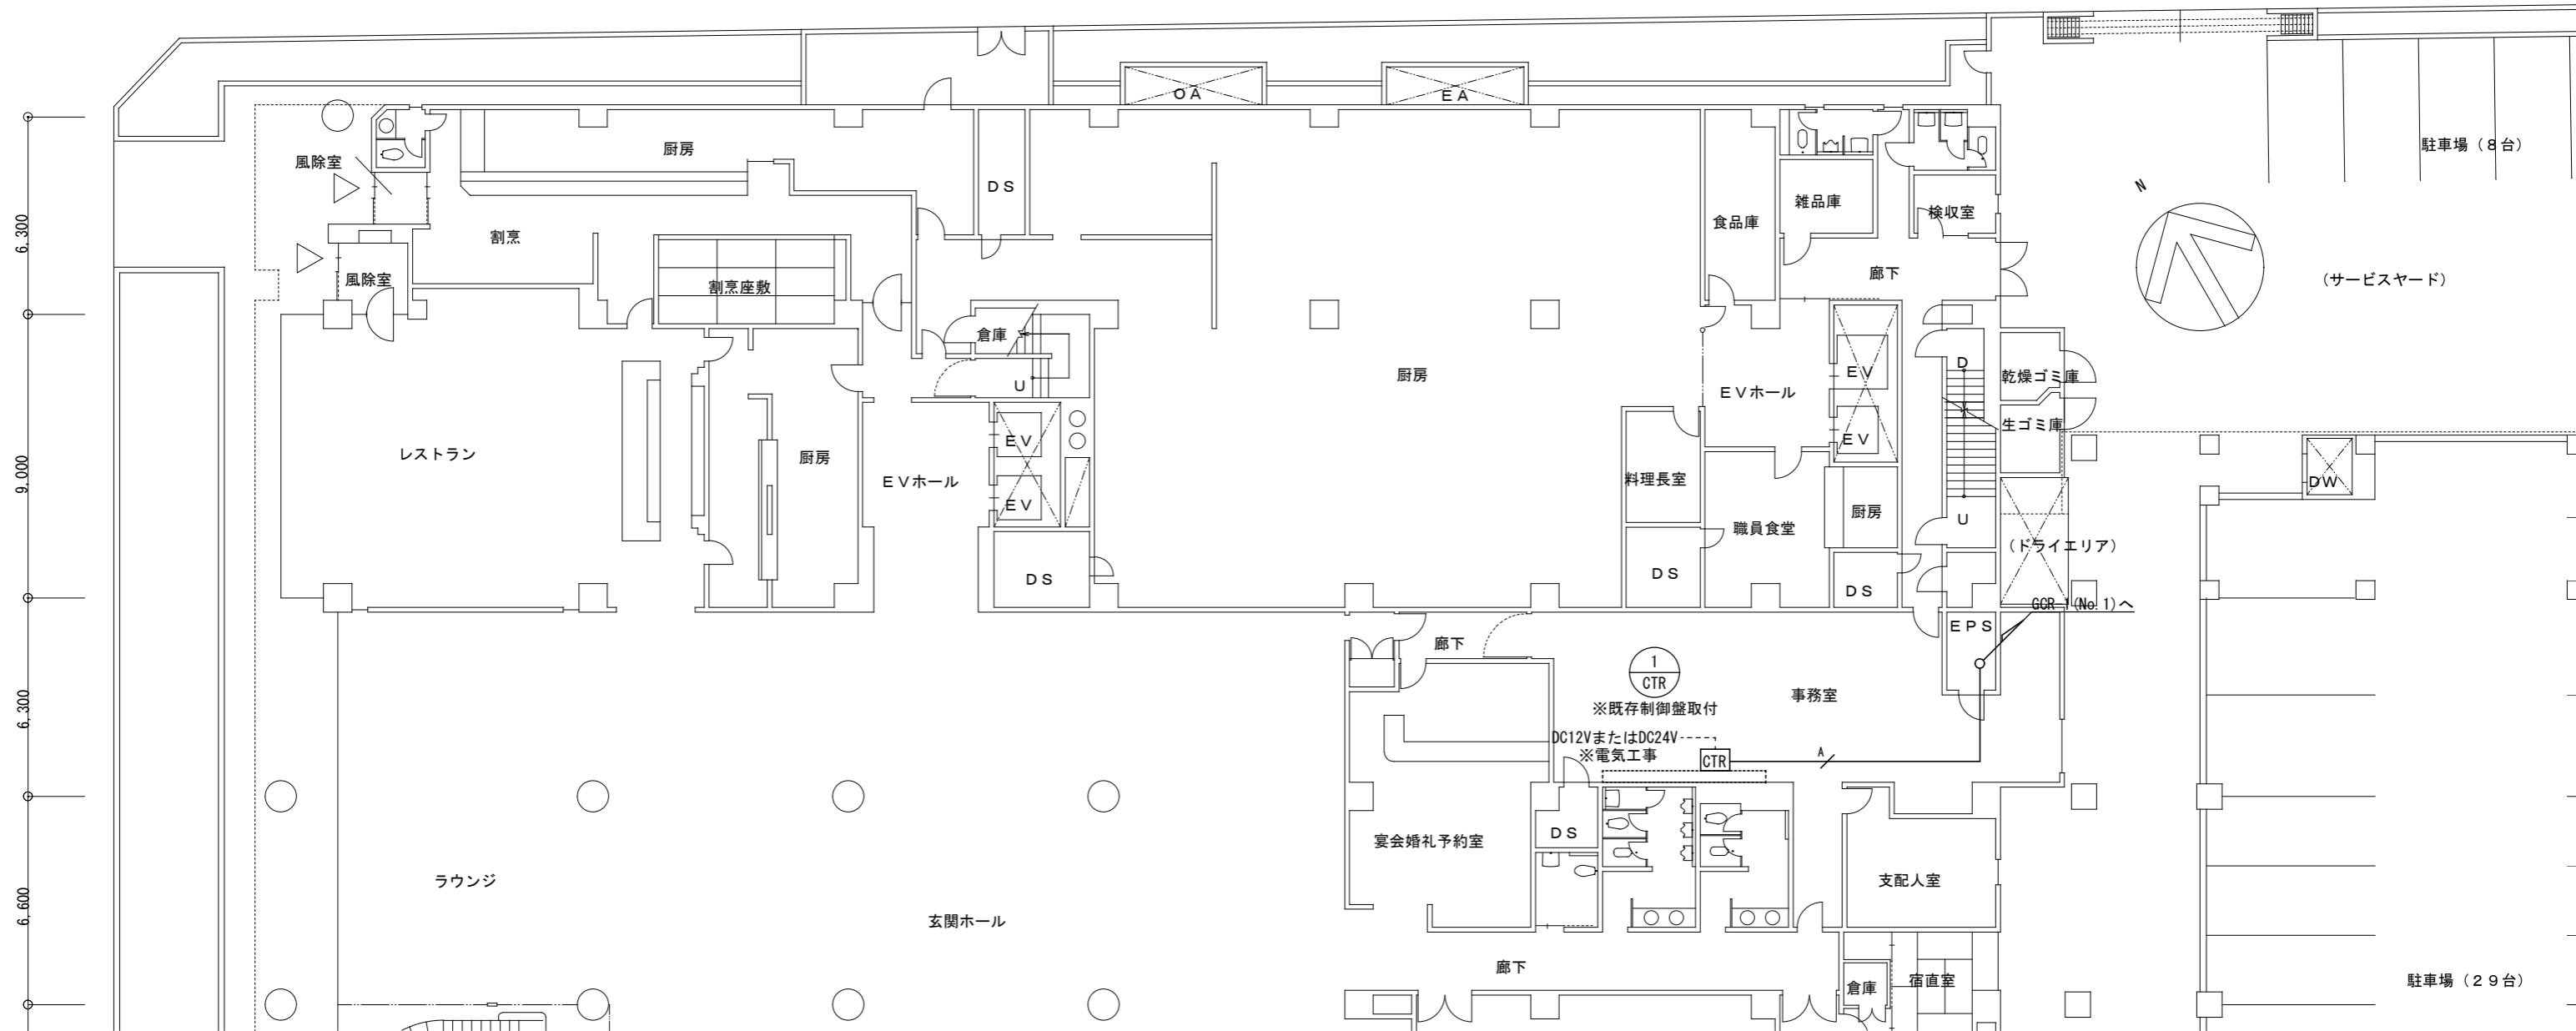 OA
EA
厨房
風除室
DS
駐車場（8台）
N
雑品庫
検収室
食品庫
割烹
6,300
風除室
割烹座敷
廊下
（サービスヤード）
倉庫
U
厨房
EVホール
EV
D
乾燥ゴミ庫
生ゴミ庫
EV
レストラン
厨房
EVホール
EV
EV
9,000
料理長室
職員食堂
厨房
U
DW
（ドライエリア）
DS
DS
DS
GCR-1(No.1)へ
EPS
廊下
1
CTR
※既存制御盤取付
事務室
6,300
DC12VまたはDC24V
※電気工事
CTR
A
DS
宴会婚礼予約室
ラウンジ
支配人室
6,600
玄関ホール
廊下
倉庫
宿直室
駐車場（29台）